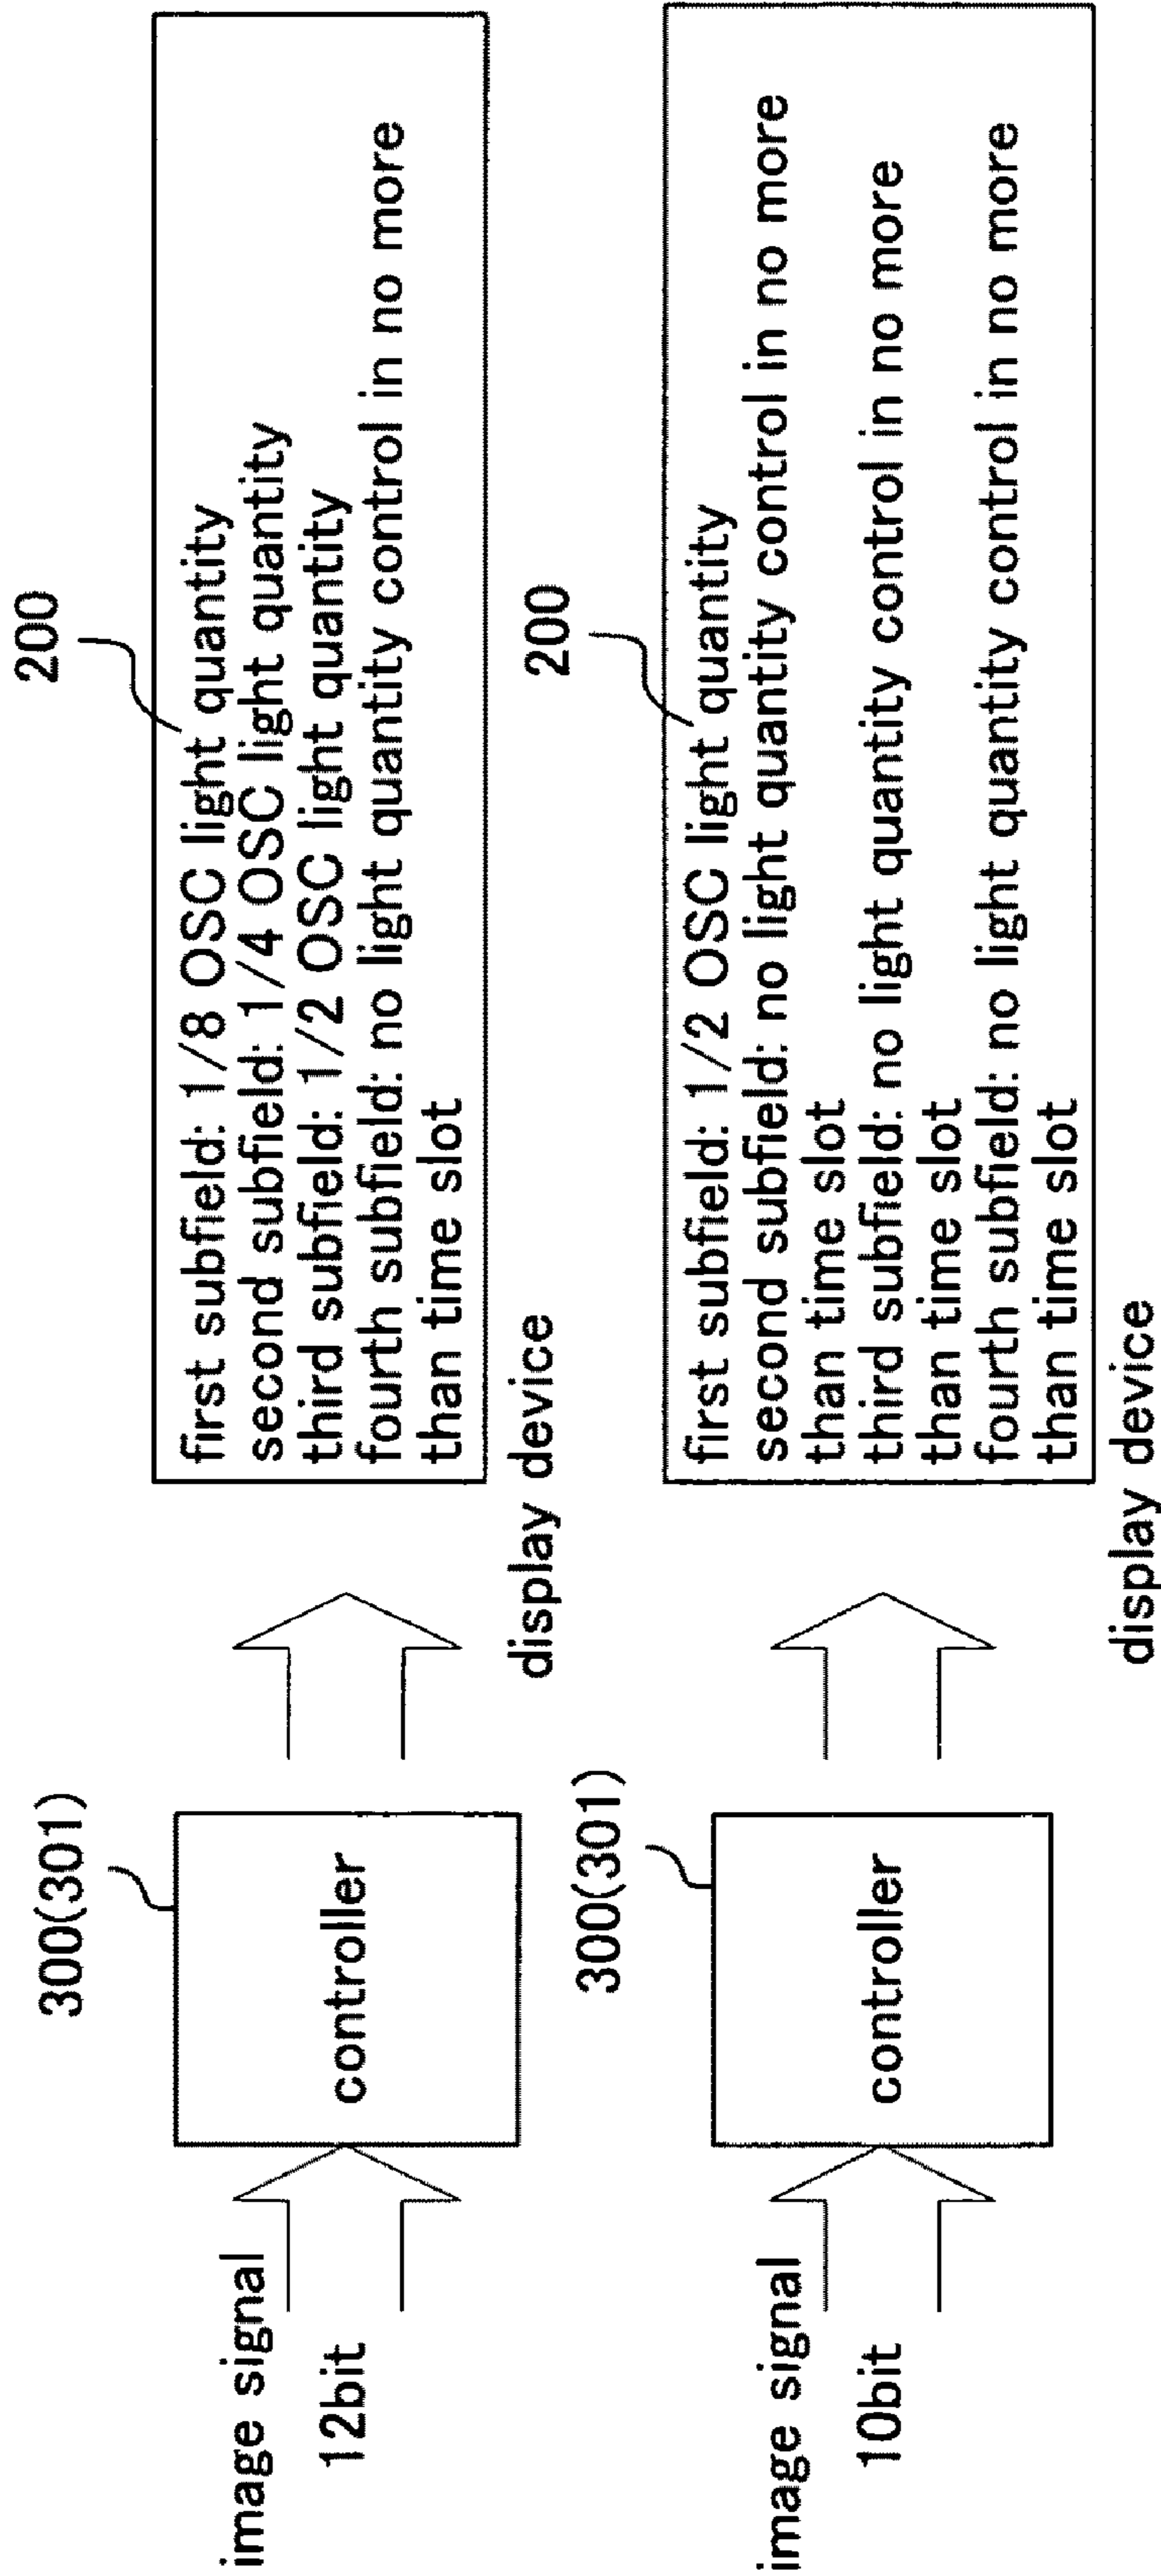 image signal
12bit
300(301)
controller
200
first subfield: 1/8 OSC light quantity
second subfield: 1/4 OSC light quantity
third subfield: 1/2 OSC light quantity
fourth subfield: no light quantity control in no more
than time slot
display device
image signal
10bit
300(301)
controller
200
first subfield: 1/2 OSC light quantity
second subfield: no light quantity control in no more
than time slot
third subfield: no light quantity control in no more
than time slot
fourth subfield: no light quantity control in no more
than time slot
display device